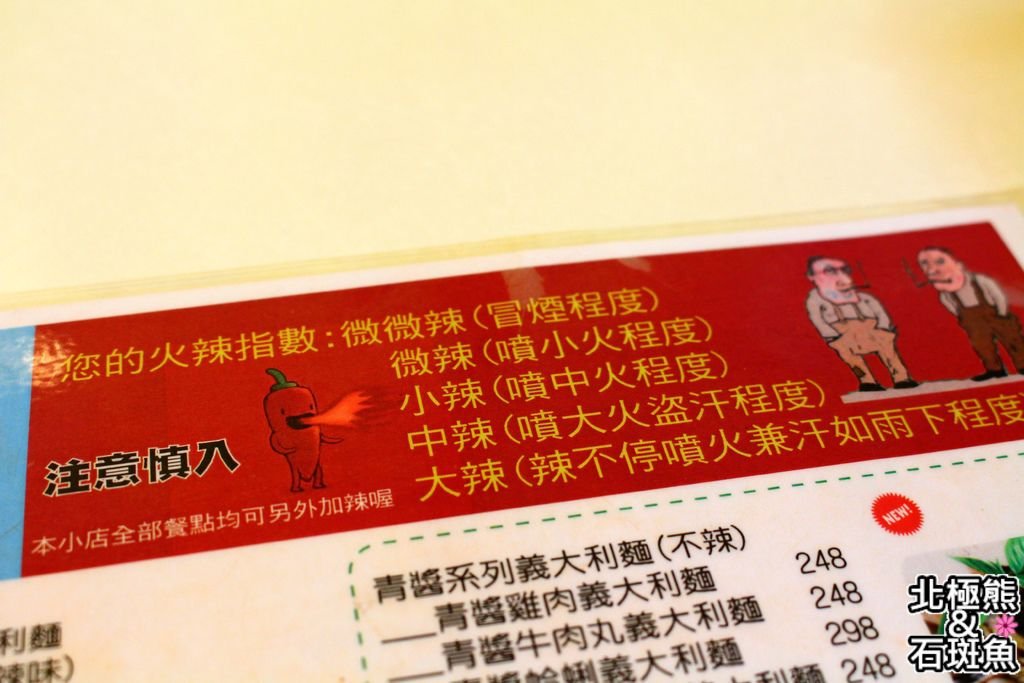 您的火辣指數:微微辣(冒煙程度)
微辣(噴小火程度)
小辣(噴中火程度)
中辣(噴大火盜汗程度)
大辣(辣不停噴火兼汗如雨下程度
注意慎入
本小店全部餐點均可另外加辣喔
NEW!
青醬系列義大利麵(不辣)
青醬雞肉義大利麵 248
青醬牛肉丸義大利麵 248
義大利麵 298
248
利麵
辣味)
北極熊
&
石斑魚